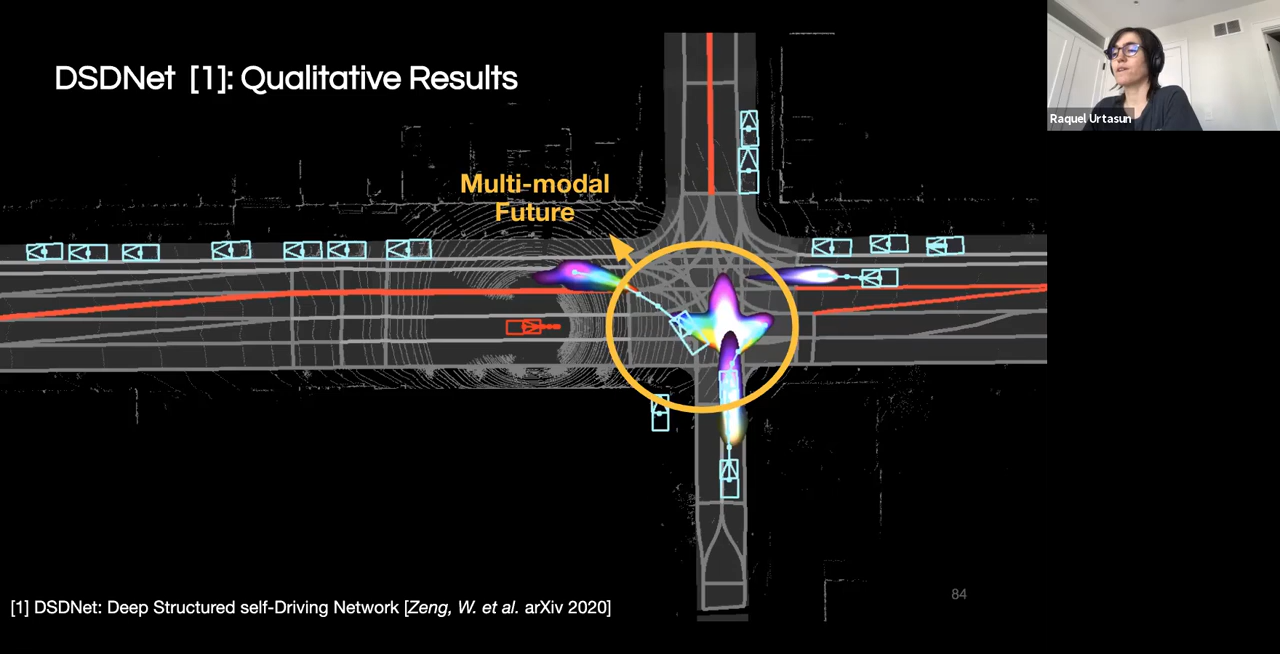 DSDNet [1]: Qualitative Results
Raquel Urtasun
Multi-modal
Future
[1] DSDNet: Deep Structured self-Driving Network [Zeng, W. et al. arXiv 2020]
84